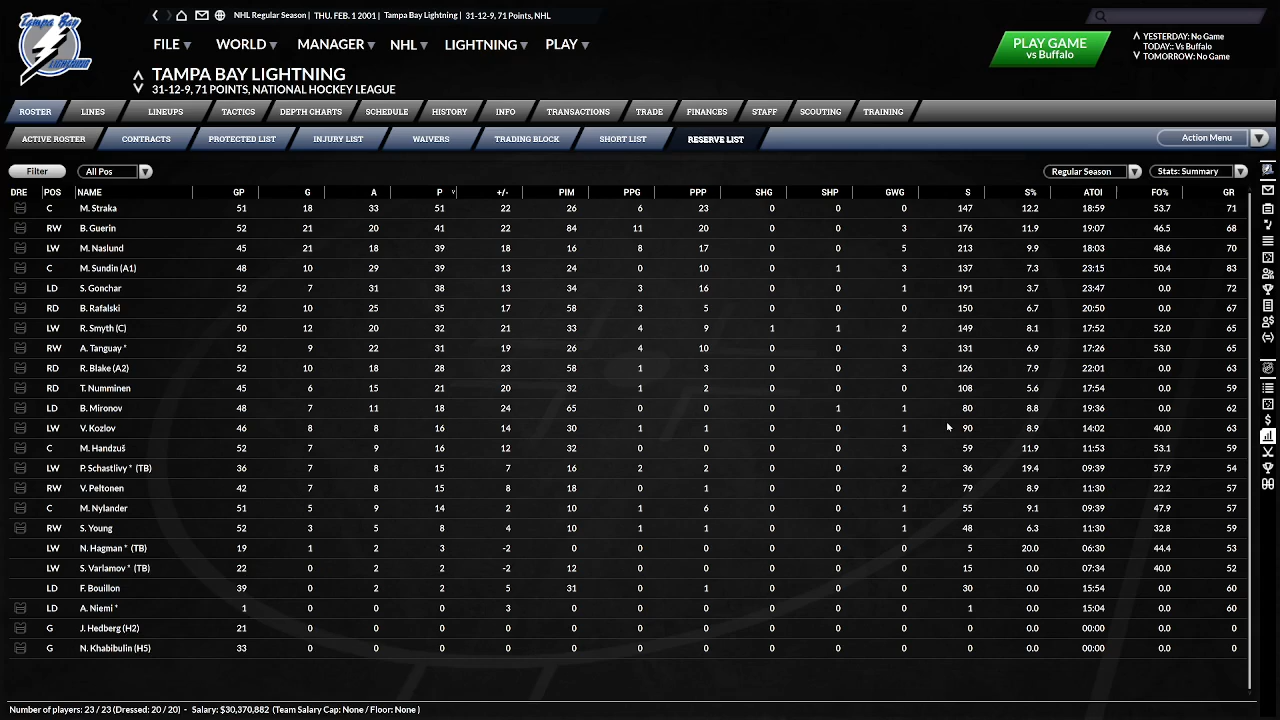 Tampa Bay
LIGHTNING
NHL Regular Season | THU. FEB. 1 2001 | Tampa Bay Lightning | 31-12-9, 71 Points, NHL
FILE WORLD MANAGER NHL LIGHTNING PLAY
PLAY GAME
vs Buffalo
YESTERDAY: No Game
TODAY:: Vs Buffalo
TOMORROW: No Game
TAMPA BAY LIGHTNING
31-12-9, 71 POINTS, NATIONAL HOCKEY LEAGUE
ROSTER LINES LINEUPS TACTICS DEPTH CHARTS SCHEDULE HISTORY INFO TRANSACTIONS TRADE FINANCES STAFF SCOUTING TRAINING
ACTIVE ROSTER CONTRACTS PROTECTED LIST INJURY LIST WAIVERS TRADING BLOCK SHORT LIST RESERVE LIST Action Menu
Filter All Pos Regular Season Stats: Summary
DRE POS NAME GP G A P +/- PIM PPG PPP SHG SHP GWG S S% ATOI FO% GR
C M. Straka 51 18 33 51 22 26 6 23 0 0 0 147 12.2 18:59 53.7 71
RW B. Guerin 52 21 20 41 22 84 11 20 0 0 3 176 11.9 19:07 46.5 68
LW M. Naslund 45 21 18 39 18 16 8 17 0 0 5 213 9.9 18:03 48.6 70
C M. Sundin (A1) 48 10 29 39 13 24 0 10 0 1 3 137 7.3 23:15 50.4 83
LD S. Gonchar 52 7 31 38 13 34 3 16 0 0 1 191 3.7 23:47 0.0 72
RD B. Rafalski 52 10 25 35 17 58 3 5 0 0 0 150 6.7 20:50 0.0 67
LW R. Smyth (C) 50 12 20 32 21 33 4 9 1 1 2 149 8.1 17:52 52.0 65
RW A. Tanguay * 52 9 22 31 19 26 4 10 0 0 3 131 6.9 17:26 53.0 65
RD R. Blake (A2) 52 10 18 28 23 58 1 3 0 0 3 126 7.9 22:01 0.0 63
RD T. Numminen 45 6 15 21 20 32 1 2 0 0 0 108 5.6 17:54 0.0 59
LD B. Mironov 48 7 11 18 24 65 0 0 0 1 1 80 8.8 19:36 0.0 62
LW V. Kozlov 46 8 8 16 14 30 1 1 0 0 1 90 8.9 14:02 40.0 63
C M. Handzuš 52 7 9 16 12 32 0 0 0 0 3 59 11.9 11:53 53.1 59
LW P. Schastlivy * (TB) 36 7 8 15 7 16 2 2 0 0 2 36 19.4 09:39 57.9 54
RW V. Peltonen 42 7 8 15 8 18 0 1 0 0 2 79 8.9 11:30 22.2 57
C M. Nylander 51 5 9 14 2 10 1 6 0 0 1 55 9.1 09:39 47.9 57
RW S. Young 52 3 5 8 4 10 1 1 0 0 1 48 6.3 11:30 32.8 59
LW N. Hagman * (TB) 19 1 2 3 -2 0 0 0 0 0 0 5 20.0 06:30 44.4 53
LW S. Varlamov * (TB) 22 0 2 2 -2 12 0 0 0 0 0 15 0.0 07:34 40.0 52
LD F. Bouillon 39 0 2 2 5 31 0 1 0 0 0 30 0.0 15:54 0.0 60
LD A. Niemi * 1 0 0 0 3 0 0 0 0 0 0 1 0.0 15:04 0.0 60
G J. Hedberg (H2) 21 0 0 0 0 0 0 0 0 0 0 0 0.0 00:00 0.0 0
G N. Khabibulin (H5) 33 0 0 0 0 0 0 0 0 0 0 0 0.0 00:00 0.0 0
Number of players: 23 / 23 (Dressed: 20 / 20) - Salary: $30,370,882 (Team Salary Cap: None / Floor: None )